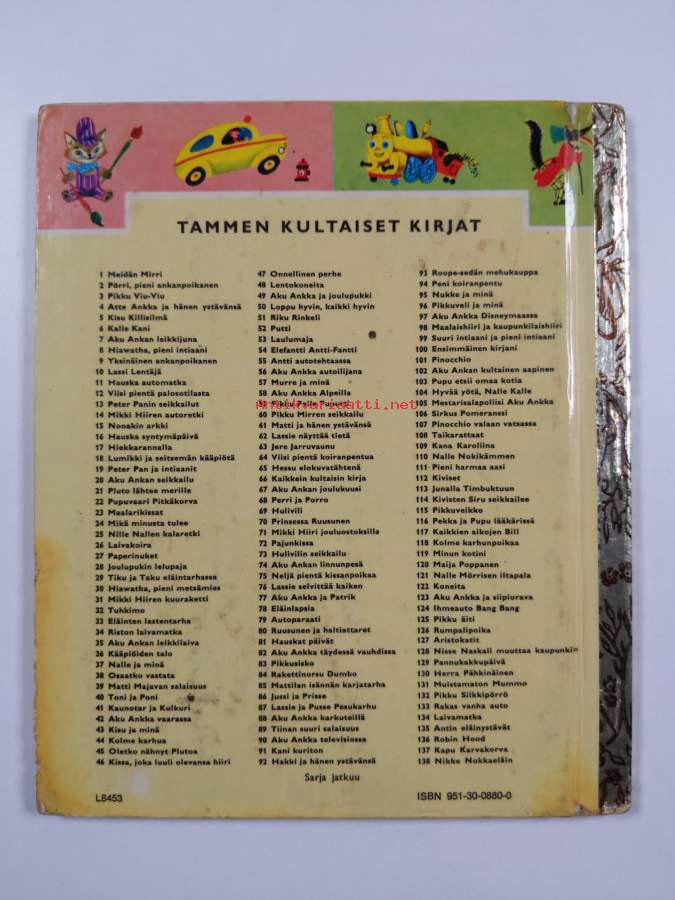 TAMMEN KULTAISET KIRJAT
1 Meidän Mirri
2 Pörri, pieni ankanpoikanen
3 Pikku Viu-Viu
4 Atte Ankka ja hänen ystävänsä
5 Kisu Killisilmä
6 Kalle Kani
7 Aku Ankan leikkijuna
8 Hiawatha, pieni intiaani
9 Yksinäinen ankanpoikanen
10 Lassi Lentäjä
11 Hauska automatka
12 Viisi pientä palosotilasta
13 Peter Panin seikkailut
14 Mikki Hiiren autoretki
15 Nooakin arkki
16 Hauska syntymäpäivä
17 Hiekkarannalla
18 Lumikki ja seitsemän kääpiötä
19 Peter Pan ja intiaanit
20 Aku Ankan seikkailu
21 Pluto lähtee merille
22 Pupuvaari Pitkäkorva
23 Maalarikissat
24 Mikä minusta tulee
25 Nille Nallen kalaretki
26 Laivakoira
27 Paperinuket
28 Joulupukin lelupaja
29 Tiku ja Taku eläintarhassa
30 Hiawatha, pieni metsämies
31 Mikki Hiiren kuuraketti
32 Tuhkimo
33 Eläinten lastentarha
34 Riston laivamatka
35 Aku Ankan leikkilaiva
36 Kääpiöiden talo
37 Nalle ja minä
38 Osaatko vastata
39 Matti Majavan salaisuus
40 Toni ja Poni
41 Kaunotar ja Kulkuri
42 Aku Ankka vaarassa
43 Kisu ja minä
44 Kolme karhua
45 Oletko nähnyt Plutoa
46 Kissa, joka luuli olevansa hiiri
47 Onnellinen perhe
48 Lentokoneita
49 Aku Ankka ja joulupukki
50 Loppu hyvin, kaikki hyvin
51 Riku Rinkeli
52 Putti
53 Laulumaja
54 Elefantti Antti-Fantti
55 Antti autotehtaassa
56 Aku Ankka autoilijana
57 Murre ja minä
58 Aku Ankka Alpeilla
60 Pikku Mirren seikkailu
61 Matti ja hänen ystävänsä
62 Lassie näyttää tietä
63 Jere Jarruvaunu
64 Viisi pientä koiranpentua
65 Hessu elokuvatähtenä
66 Kaikkein kultaisin kirja
67 Aku Ankan joulukuusi
68 Perri ja Porro
69 Hulivili
70 Prinsessa Ruusunen
71 Mikki Hiiri jouluostoksilla
72 Pajunkissa
73 Hulivilin seikkailu
74 Aku Ankan linnunpesä
75 Neljä pientä kissanpoikaa
76 Lassie selvittää kaiken
77 Aku Ankka ja Patrik
78 Eläinlapsia
79 Autoparaati
80 Ruusunen ja haltiattaret
81 Hauskat päivät
82 Aku Ankka täydessä vauhdissa
83 Pikkusisko
84 Rakettinorsu Dumbo
85 Mattilan isännän karjatarha
86 Jussi ja Prisse
87 Lassie ja Pusse Pesukarhu
88 Aku Ankka karkuteillä
89 Tiinan suuri salaisuus
90 Aku Ankka televisiossa
91 Kani kuriton
92 Hakki ja hänen ystävänsä
93 Roope-sedän mehukauppa
94 Peni koiranpentu
95 Nukke ja minä
96 Pikkuveli ja minä
97 Aku Ankka Disneymaassa
98 Maalaishiiri ja kaupunkilaishiiri
99 Suuri intiaani ja pieni intiaani
100 Ensimmäinen kirjani
101 Pinocchio
102 Aku Ankan kultainen aapinen
103 Pupu etsii omaa kotia
104 Hyvää yötä, Nalle Kalle
105 Mestarisalapoliisi Aku Ankka
106 Sirkus Pomeranssi
107 Pinocchio valaan vatsassa
108 Taikarattaat
109 Kana Karoliina
110 Nalle Nokikämmen
111 Pieni harmaa aasi
112 Kiviset
113 Junalla Timbuktuun
114 Kivisten Siru seikkailee
115 Pikkuveikko
116 Pekka ja Pupu lääkärissä
117 Kaikkien aikojen Bill
118 Kolme karhunpoikaa
119 Minun kotini
120 Maija Poppanen
121 Nalle Mörrisen iltapala
122 Koneita
123 Aku Ankka ja siipiorava
124 Ihmeauto Bang Bang
125 Pikku äiti
126 Rumpalipoika
127 Aristokatit
128 Nisse Naskali muuttaa kaupunkiin
129 Pannukakkupäivä
130 Herra Pähkinäinen
131 Muistamaton Mummo
132 Pikku Silkkipörrö
133 Rakas vanha auto
134 Laivamatka
135 Antin eläinystävät
136 Robin Hood
137 Kapu Karvakorva
138 Nikke Nokkaeläin
Sarja jatkuu
L8453
ISBN 951-30-0880-0
Antikvariaatti.net